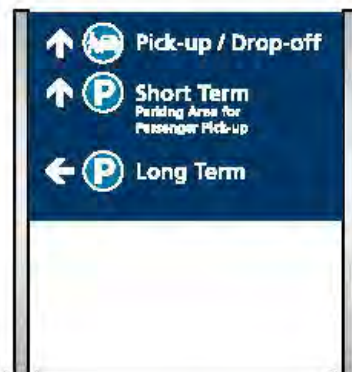 Pick-up / Drop-off
P Short Term
Parking Area for
Passenger Pick-up
P Long Term